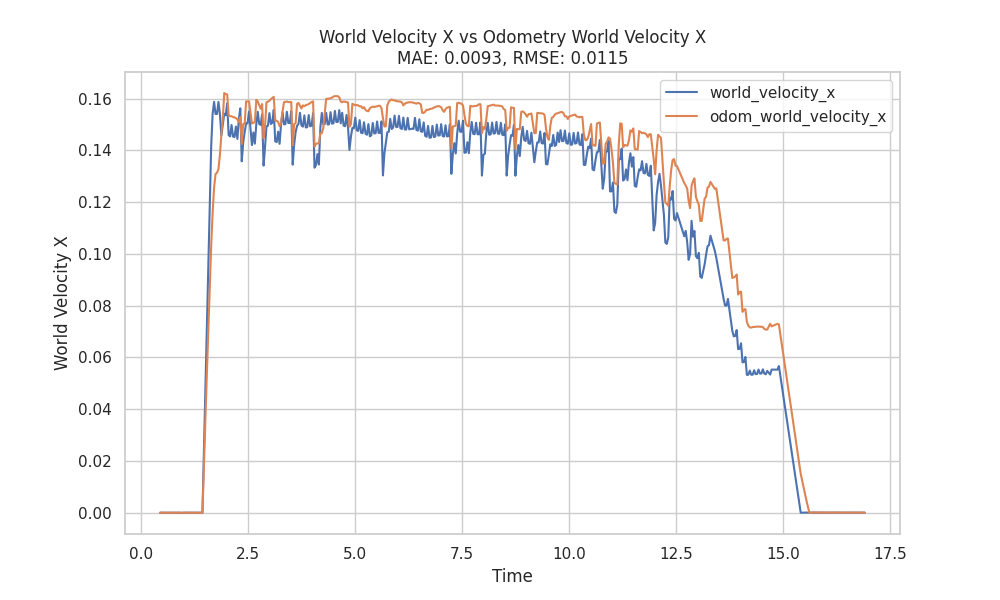 World Velocity X vs Odometry World Velocity X
MAE: 0.0093, RMSE: 0.0115
world_velocity_x
odom_world_velocity_x
World Velocity X
0.16
0.14
0.12
0.10
0.08
0.06
0.04
0.02
0.00
0.0 2.5 5.0 7.5 10.0 12.5 15.0 17.5
Time